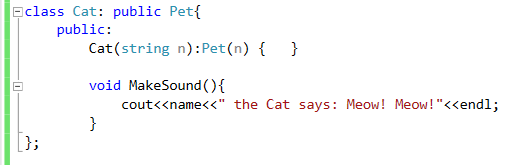 class Cat: public Pet{
public:
Cat(string n):Pet(n) {   }
void MakeSound(){
cout<<name<<" the Cat says: Meow! Meow!"<<endl;
}
};